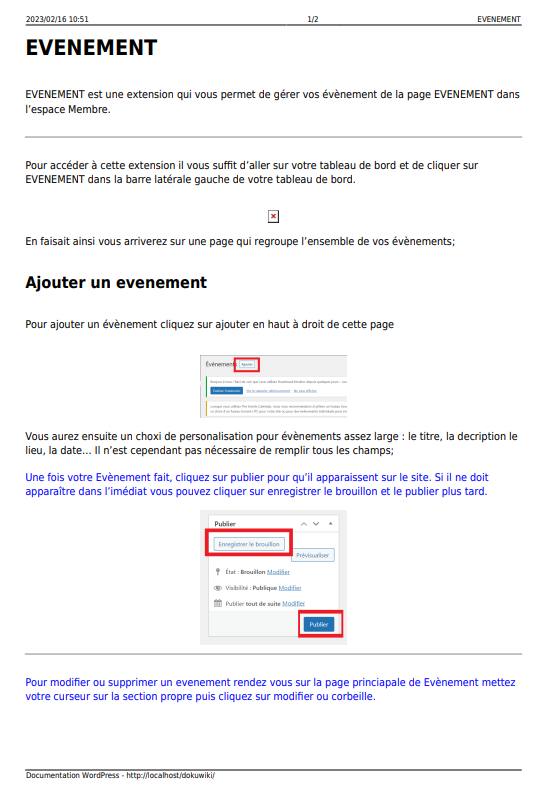 2023/02/16 10:51 1/2 EVENEMENT
EVENEMENT
EVENEMENT est une extension qui vous permet de gérer vos évènement de la page EVENEMENT dans
l'espace Membre.
Pour accéder à cette extension il vous suffit d'aller sur votre tableau de bord et de cliquer sur
EVENEMENT dans la barre latérale gauche de votre tableau de bord.
En faisait ainsi vous arriverez sur une page qui regroupe l'ensemble de vos évènements;
Ajouter un evenement
Pour ajouter un évènement cliquez sur ajouter en haut à droit de cette page
Évènements Ajouter
Vous aurez ensuite un choxi de personalisation pour évènements assez large : le titre, la decription le
lieu, la date... Il n'est cependant pas nécessaire de remplir tous les champs;
Une fois votre Evènement fait, cliquez sur publier pour qu'il apparaissent sur le site. Si il ne doit
apparaître dans l'imédiat vous pouvez cliquer sur enregistrer le brouillon et le publier plus tard.
Publier
Enregistrer le brouillon
Prévisualiser
État : Brouillon Modifier
Visibilité : Publique Modifier
Publier tout de suite Modifier
Publier
Pour modifier ou supprimer un evenement rendez vous sur la page princiapale de Evènement mettez
votre curseur sur la section propre puis cliquez sur modifier ou corbeille.
Documentation WordPress - http://localhost/dokuwiki/